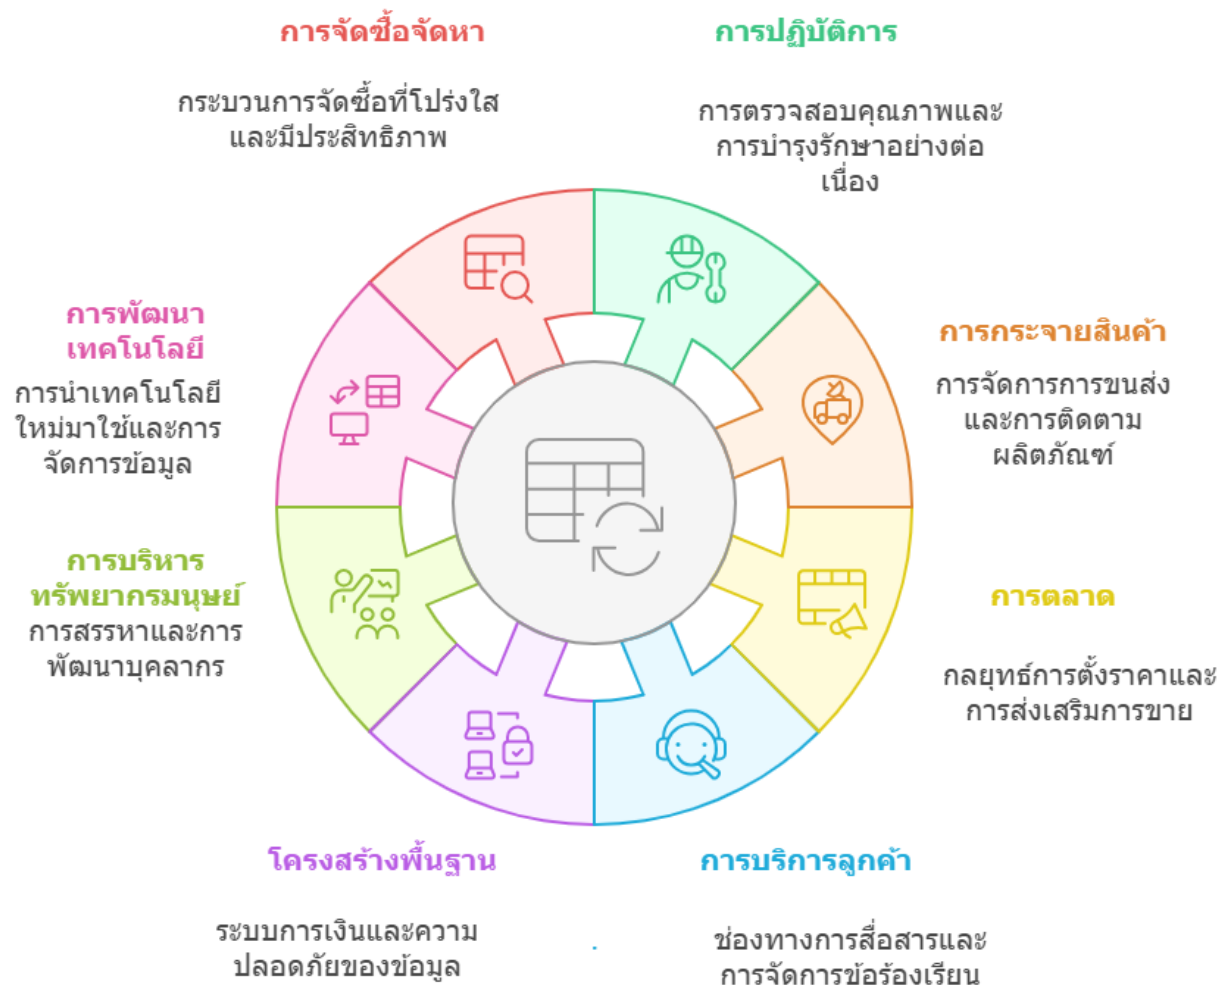 การจัดซื้อจัดหา
กระบวนการจัดซื้อที่โปร่งใส
และมีประสิทธิภาพ
การปฏิบัติการ
การตรวจสอบคุณภาพและ
การบำรุงรักษาอย่างต่อ
เนื่อง
การกระจายสินค้า
การจัดการการขนส่ง
และการติดตาม
ผลิตภัณฑ์
การตลาด
กลยุทธ์การตั้งราคาและ
การส่งเสริมการขาย
การบริการลูกค้า
ช่องทางการสื่อสารและ
การจัดการข้อร้องเรียน
โครงสร้างพื้นฐาน
ระบบการเงินและความ
ปลอดภัยของข้อมูล
การบริหาร
ทรัพยากรมนุษย์
การสรรหาและการ
พัฒนาบุคลากร
การพัฒนา
เทคโนโลยี
การนำเทคโนโลยี
ใหม่มาใช้และการ
จัดการข้อมูล